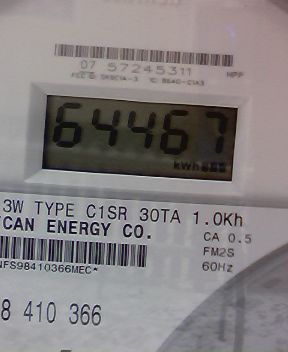 07 57245311 HPP
64467
kWh
3W TYPE C1SR 30TA 1.0Kh
CAN ENERGY CO.
CA 0.5
FM2S
60Hz
NFS98410366MEC*
8 410 366